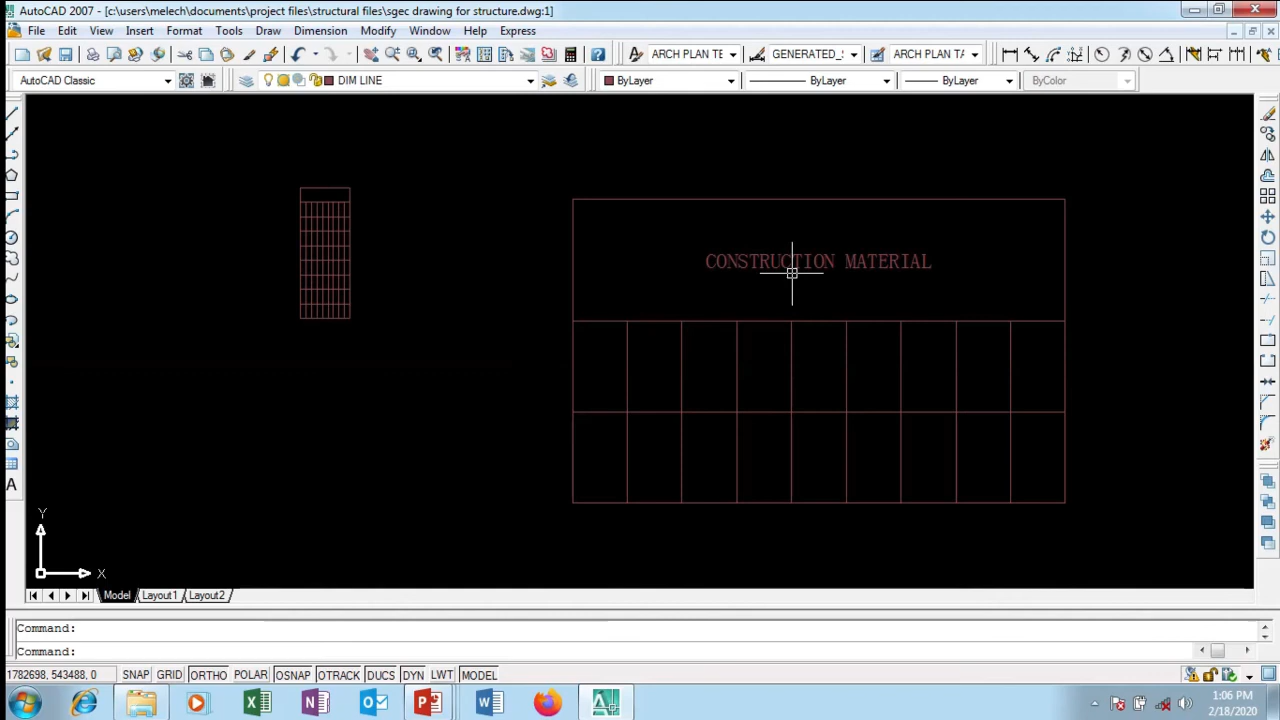 AutoCAD 2007 - [c:\users\melech\documents\project files\structural files\sgec drawing for structure.dwg:1]
File Edit View Insert Format Tools Draw Dimension Modify Window Help Express
ARCH PLAN TE GENERATED_S ARCH PLAN TA
AutoCAD Classic DIM LINE ByLayer ByLayer ByLayer ByColor
CONSTRUCTION MATERIAL
A
Y
X
Model Layout1 Layout2
Command:
Command:
1782698, 543488, 0 SNAP GRID ORTHO POLAR OSNAP OTRACK DUCS DYN LWT MODEL
1:06 PM
2/18/2020